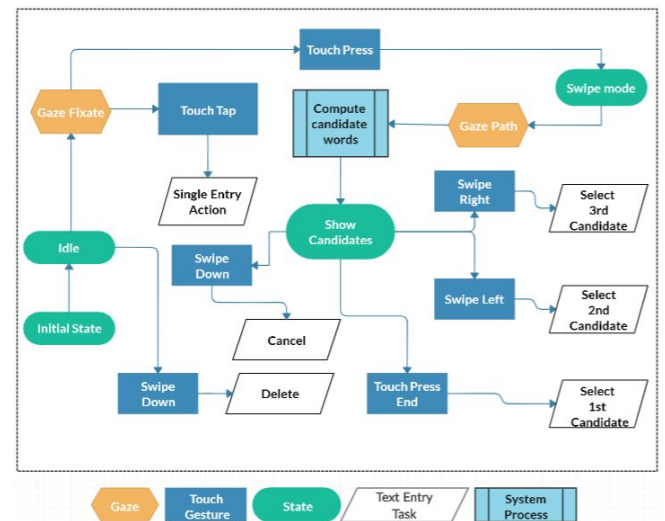 Touch Press
Swipe mode
Gaze FIxate
Touch Tap
Compute
candidate
words
Gaze Path
Single Entry
Action
Swipe
Right
Select
3rd
Candidate
Show
Candidates
Idle
Swipe
Down
Swipe Left
Select
2nd
Candidate
Initial State
Cancel
Swipe
Down
Delete
Touch Press
End
Select
1st
Candidate
Gaze
Touch
Gesture
State
Text Entry
Task
System
Process